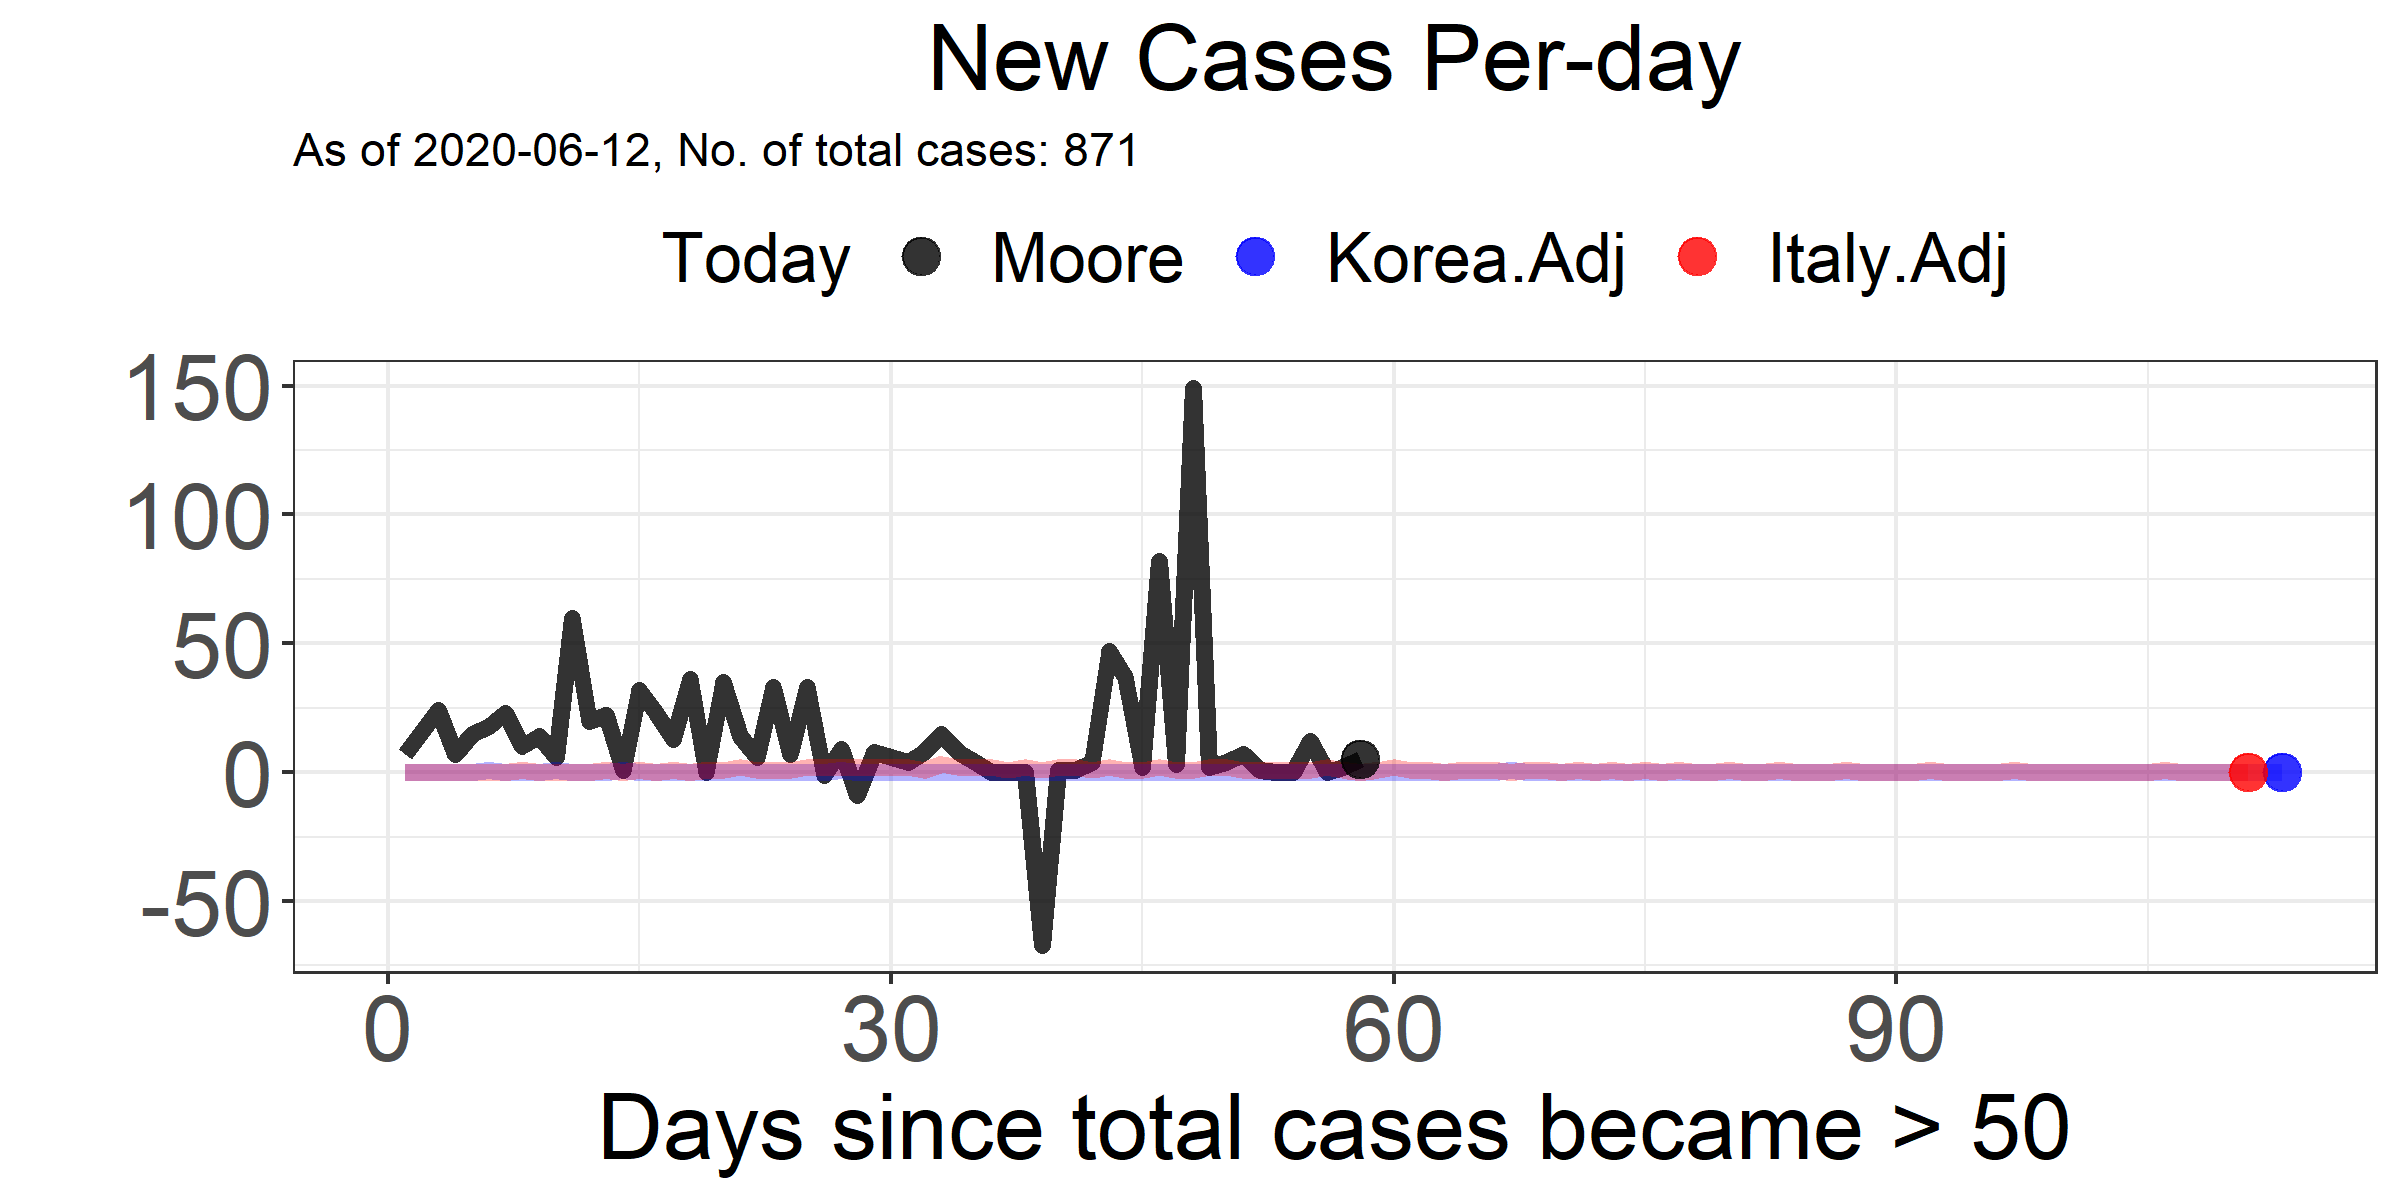 New Cases Per-day
As of 2020-06-12, No. of total cases: 871
Today Moore Korea.Adj Italy.Adj
150
100
50
0
-50
0 30 60 90
Days since total cases became > 50